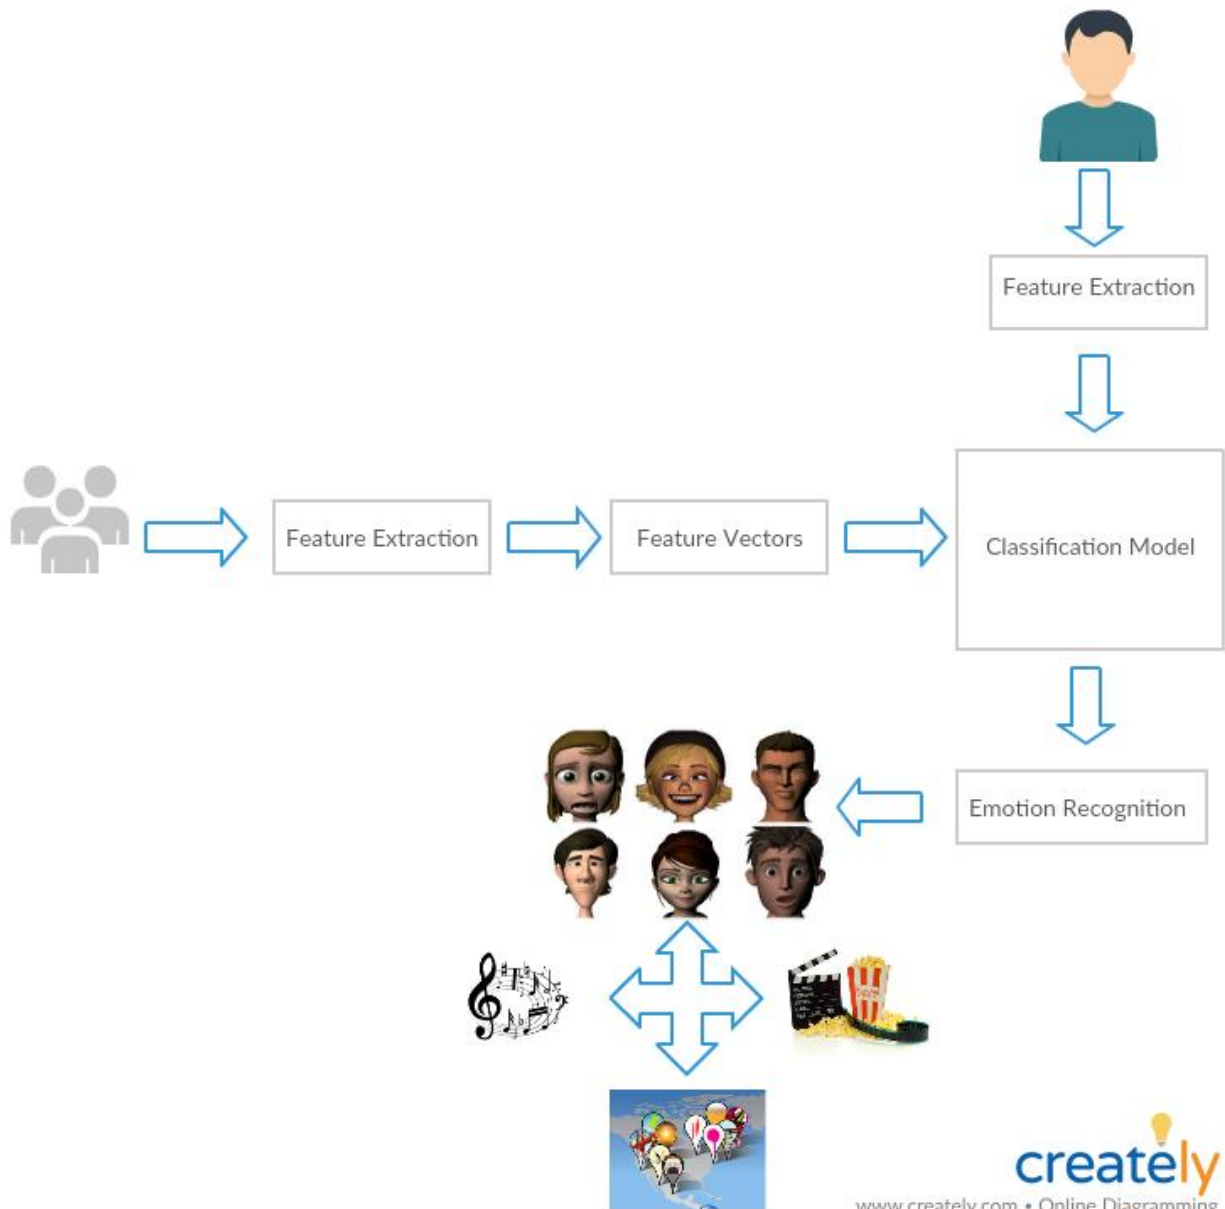 Feature Extraction
Feature Extraction
Feature Vectors
Classification Model
Emotion Recognition
creately
www.creately.com • Online Diagramming